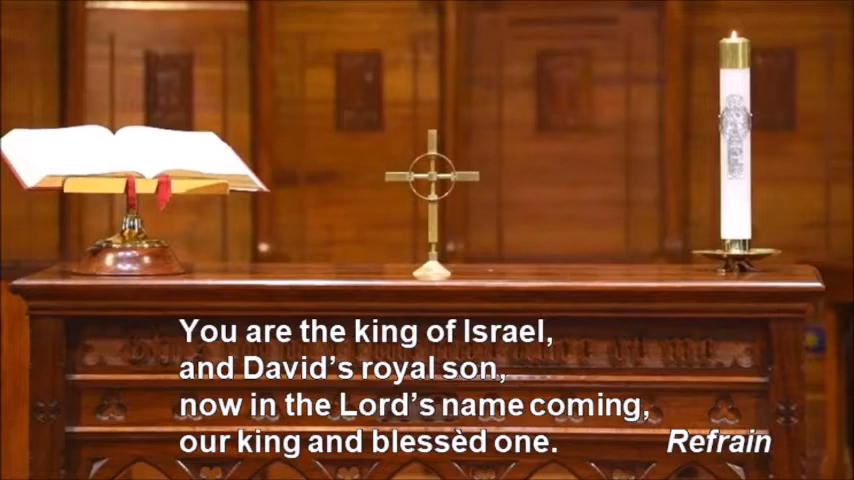 You are the king of Israel,
and David’s royal son,
now in the Lord’s name coming,
our king and blessèd one. Refrain